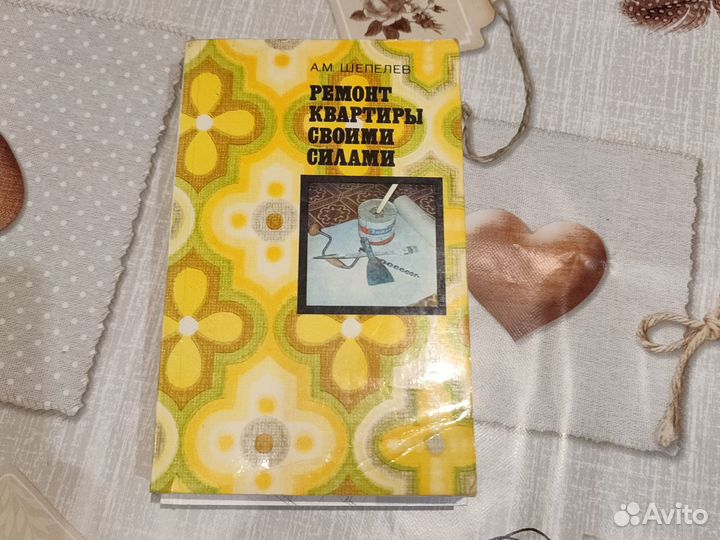 А.М. ШЕПЕЛЕВ
РЕМОНТ
КВАРТИРЫ
СВОИМИ
СИЛАМИ
Avito